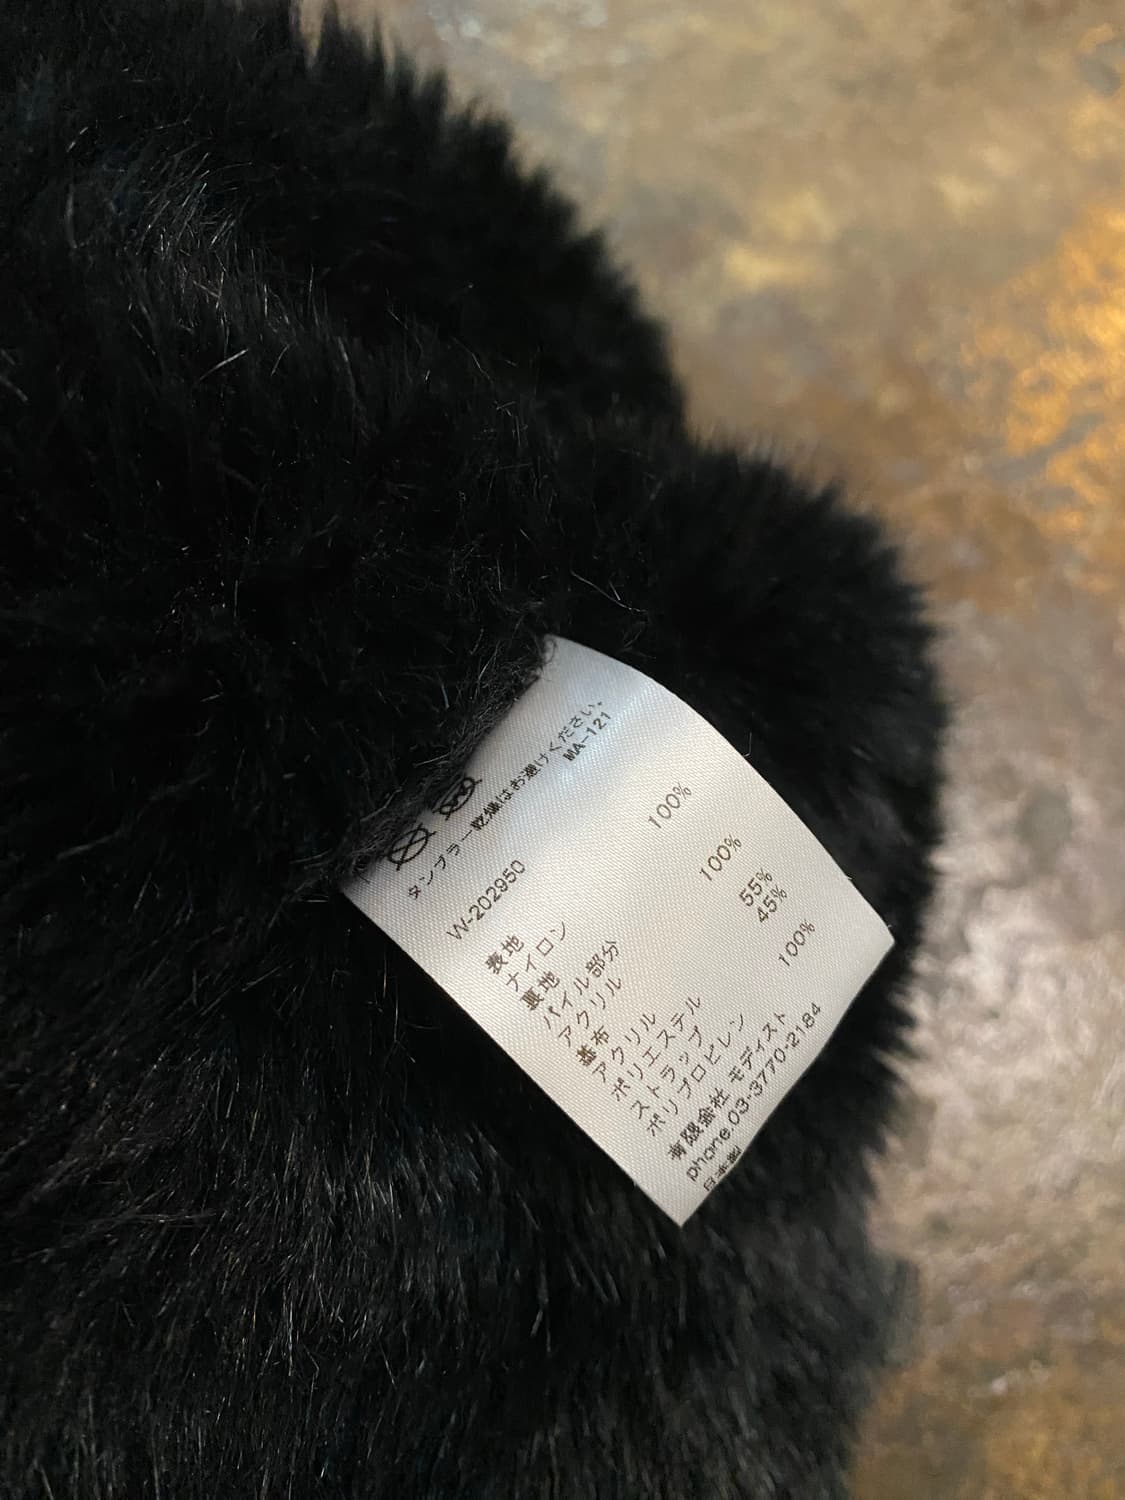 タンブラー乾燥はお避けください。
MA-121
W-202950
表地
ナイロン 100%
裏地
パイル部分
アクリル 100%
基布
アクリル 55%
ポリエステル 45%
ストラップ
ポリプロピレン 100%
有限会社 モディスト
phone.03-3770-2184
日本製